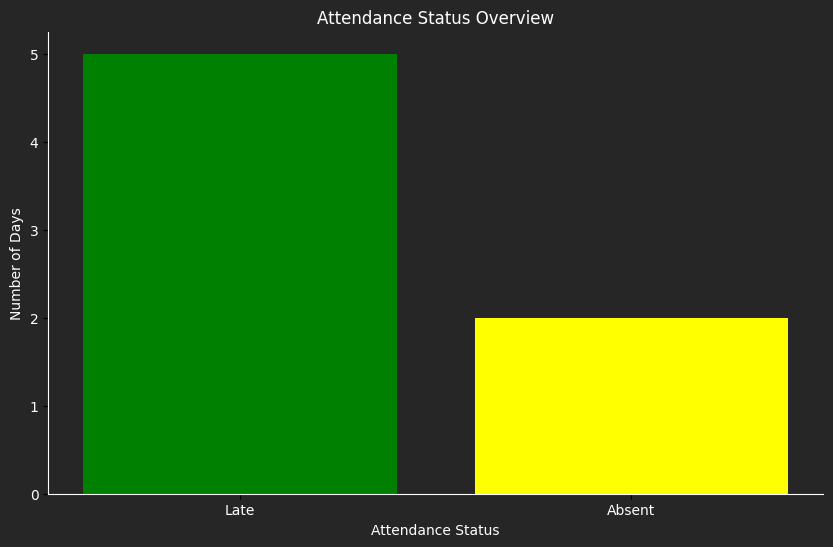 Attendance Status Overview
Number of Days
5
4
3
2
1
0
Late Absent
Attendance Status